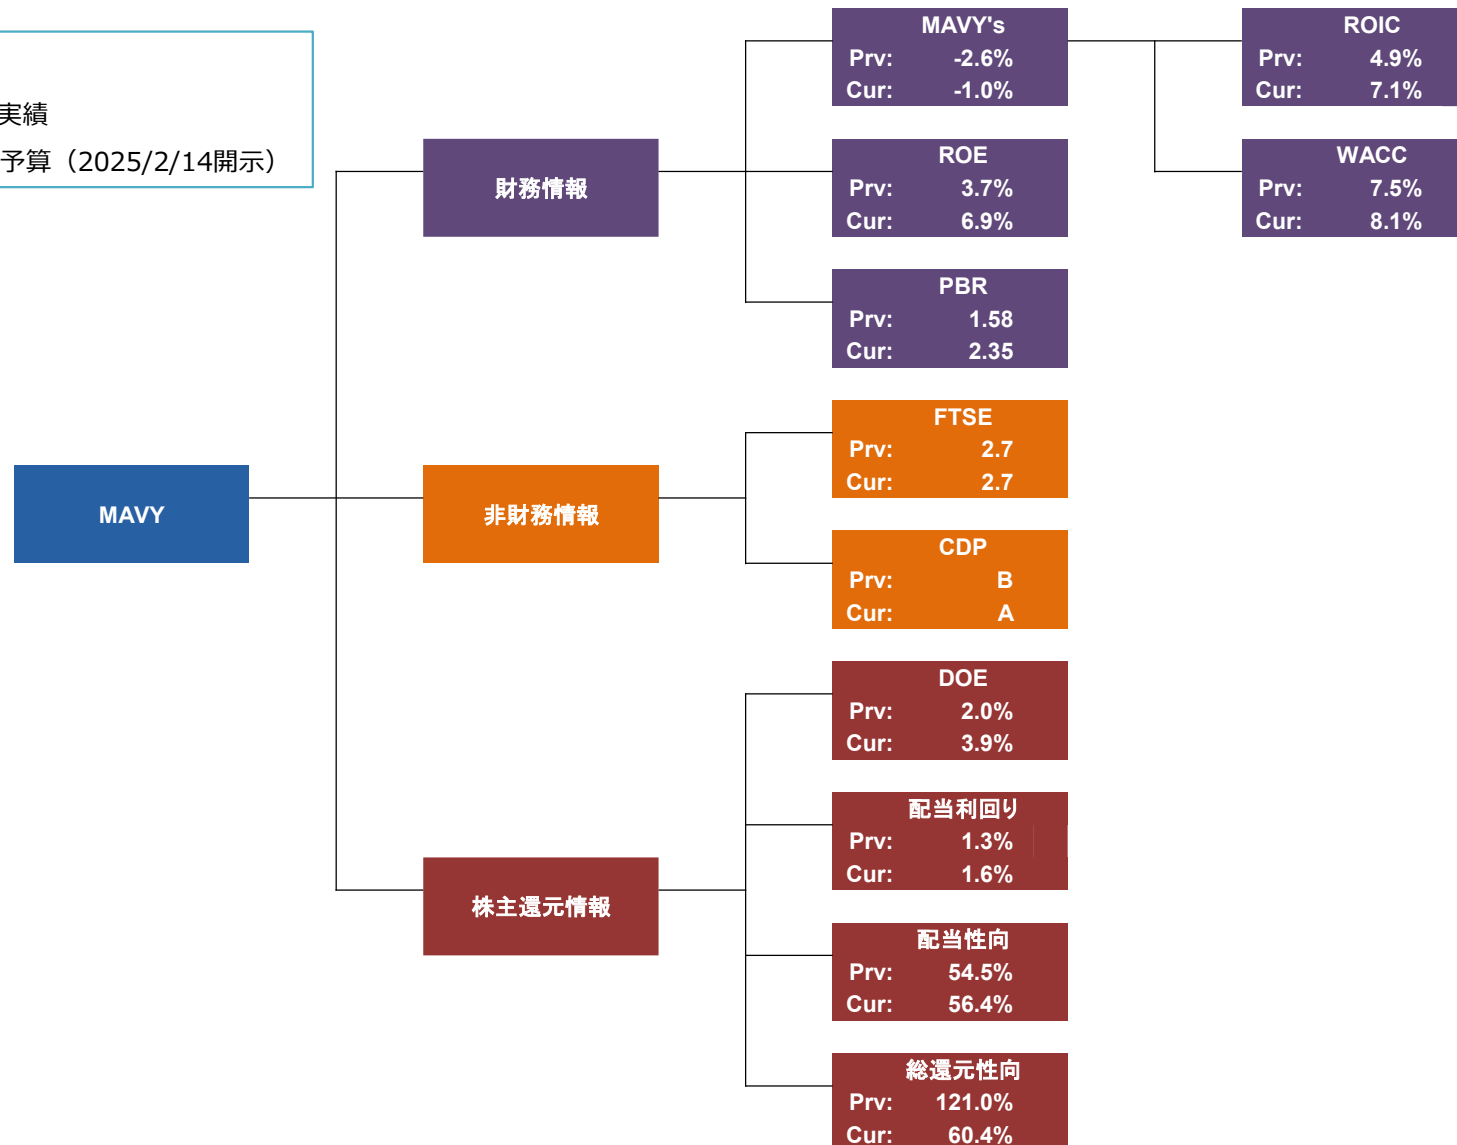 実績
予算（2025/2/14開示）
MAVY
財務情報
MAVY's
Prv: -2.6%
Cur: -1.0%
ROIC
Prv: 4.9%
Cur: 7.1%
WACC
Prv: 7.5%
Cur: 8.1%
ROE
Prv: 3.7%
Cur: 6.9%
PBR
Prv: 1.58
Cur: 2.35
非財務情報
FTSE
Prv: 2.7
Cur: 2.7
CDP
Prv: B
Cur: A
株主還元情報
DOE
Prv: 2.0%
Cur: 3.9%
配当利回り
Prv: 1.3%
Cur: 1.6%
配当性向
Prv: 54.5%
Cur: 56.4%
総還元性向
Prv: 121.0%
Cur: 60.4%